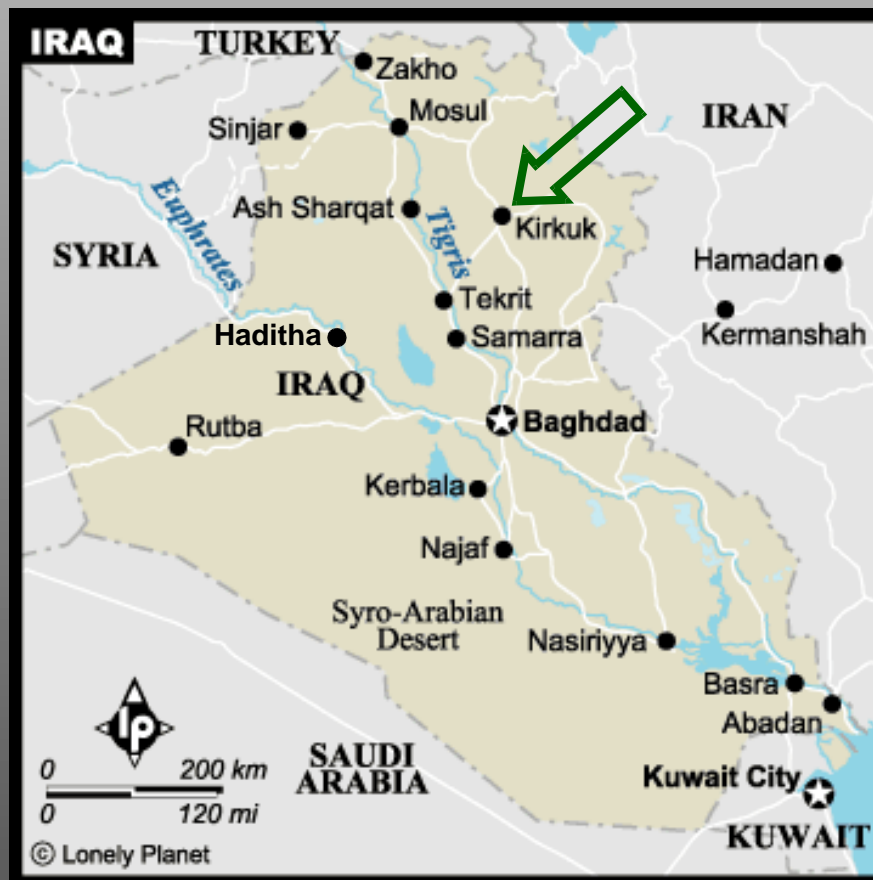 IRAQ
TURKEY
Zakho
Mosul
Sinjar
IRAN
Euphrates
Ash Sharqat
Tigris
Kirkuk
SYRIA
Hamadan
Tekrit
Kermanshah
Haditha
Samarra
IRAQ
Rutba
Baghdad
Kerbala
Najaf
Syro-Arabian
Desert
Nasiriyya
Basra
Abadan
lp
0 200 km
0 120 mi
SAUDI
ARABIA
Kuwait City
KUWAIT
© Lonely Planet